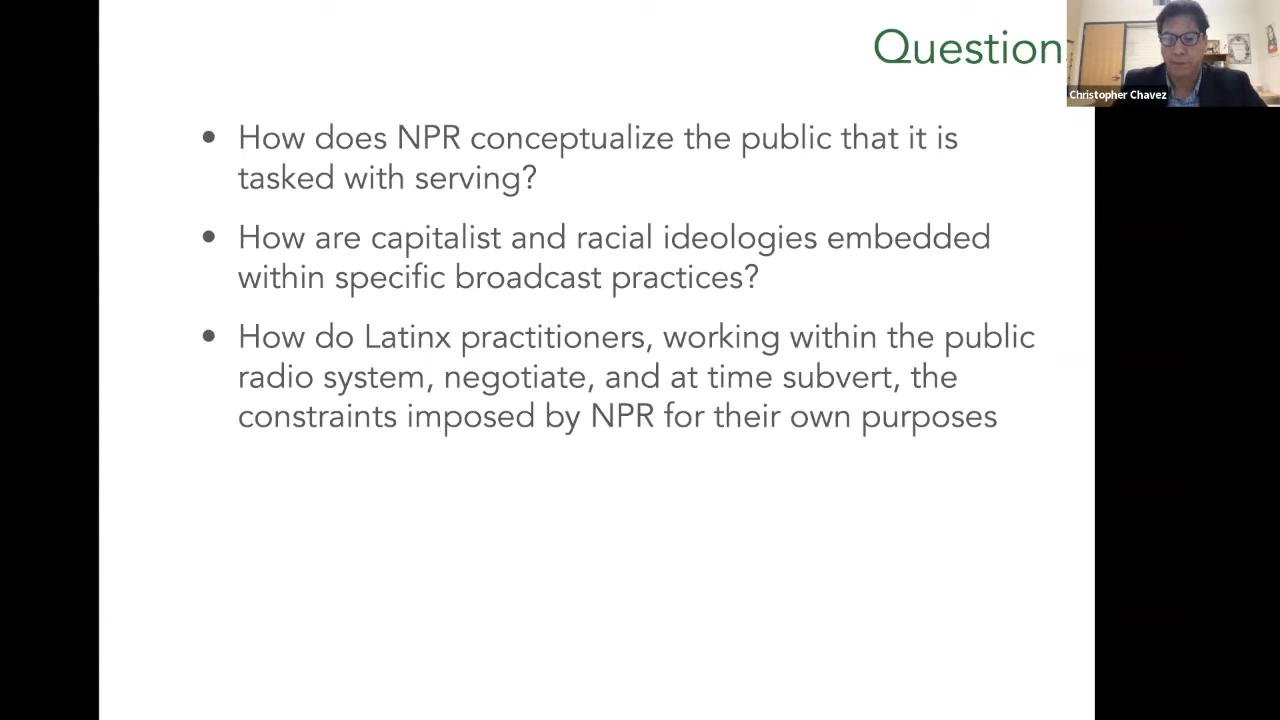 Question
Christopher Chavez
• How does NPR conceptualize the public that it is
tasked with serving?
• How are capitalist and racial ideologies embedded
within specific broadcast practices?
• How do Latinx practitioners, working within the public
radio system, negotiate, and at time subvert, the
constraints imposed by NPR for their own purposes